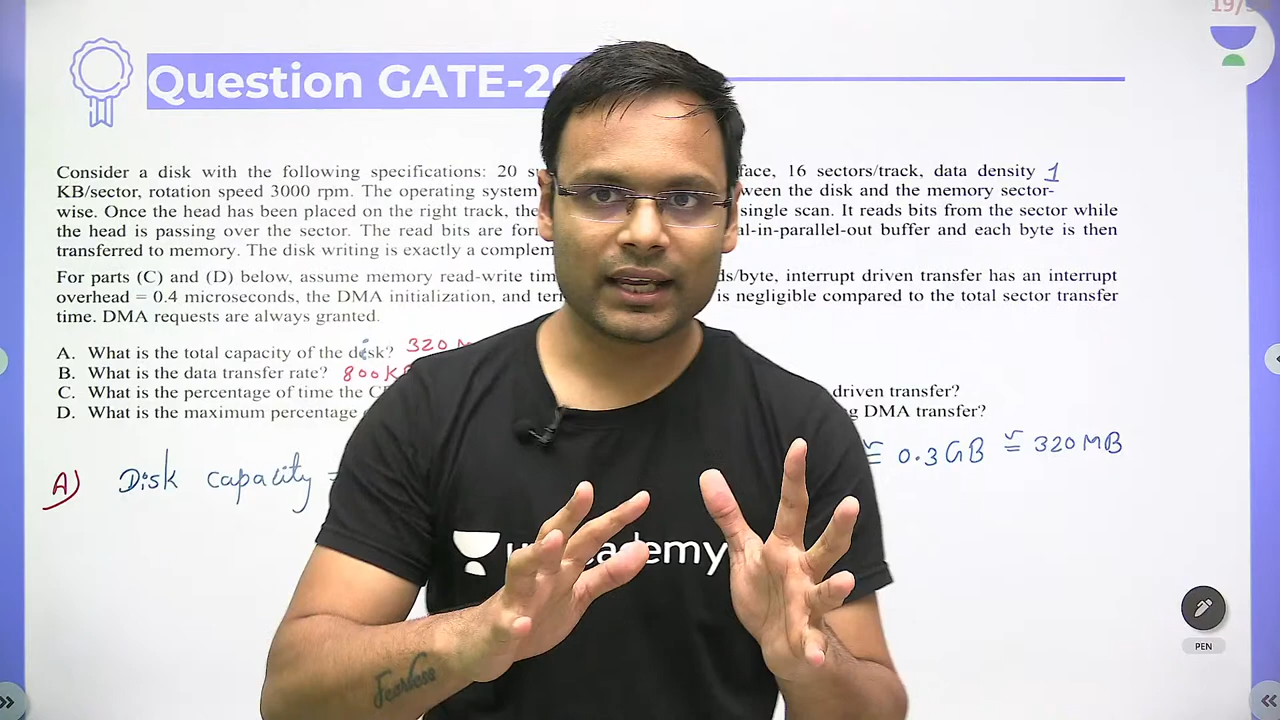 19/
Question GATE-20
Consider a disk with the following specifications: 20 face, 16 sectors/track, data density 1
KB/sector, rotation speed 3000 rpm. The operating system ween the disk and the memory sector-
wise. Once the head has been placed on the right track, the single scan. It reads bits from the sector while
the head is passing over the sector. The read bits are for al-in-parallel-out buffer and each byte is then
transferred to memory. The disk writing is exactly a complem
For parts (C) and (D) below, assume memory read-write tim ds/byte, interrupt driven transfer has an interrupt
overhead = 0.4 microseconds, the DMA initialization, and ter is negligible compared to the total sector transfer
time. DMA requests are always granted.
A. What is the total capacity of the disk? 320 M
B. What is the data transfer rate? 800K
C. What is the percentage of time the C driven transfer?
D. What is the maximum percentage g DMA transfer?
A) Disk capacity = ≅ 0.3GB ≅ 320MB
unacademy
Fearless
PEN